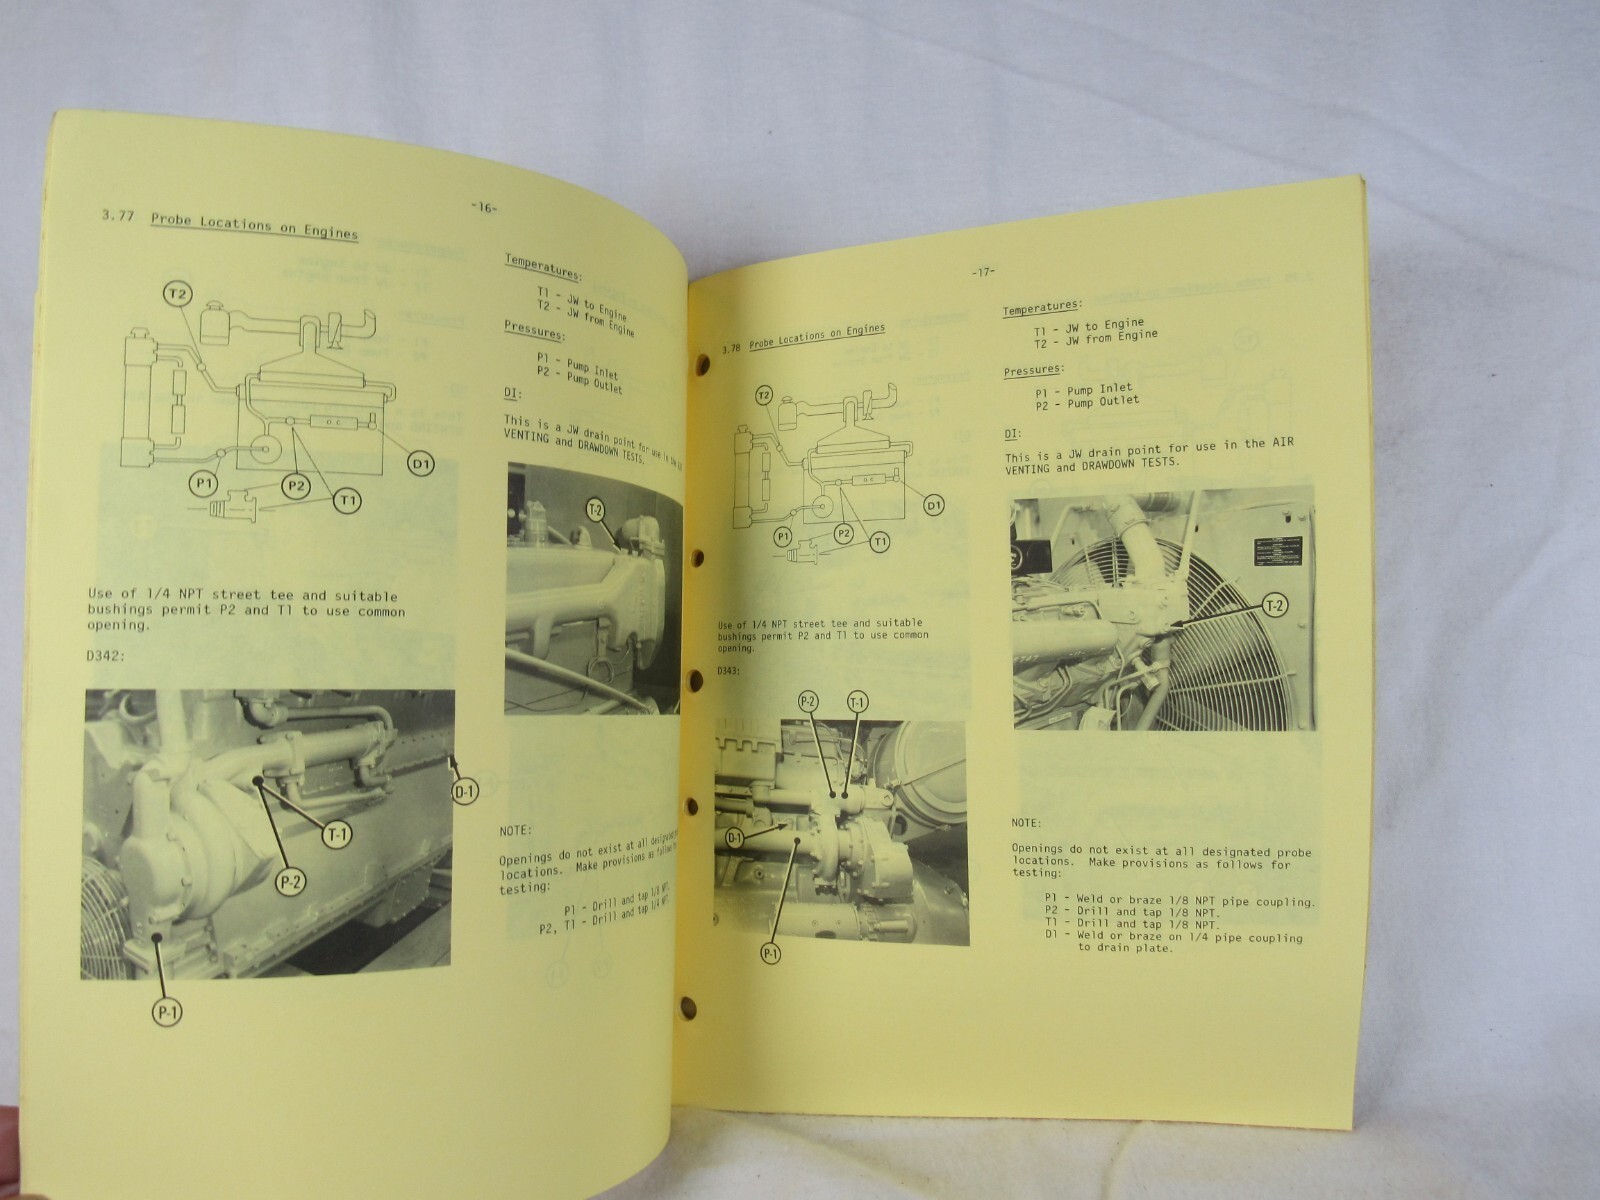 -16-
3.77 Probe Locations on Engines
T2
O.C.
D1
P1
P2
T1
Use of 1/4 NPT street tee and suitable
bushings permit P2 and T1 to use common
opening.
D342:
T-1
D-1
P-2
P-1
Temperatures:
T1 - JW to Engine
T2 - JW from Engine
Pressures:
P1 - Pump Inlet
P2 - Pump Outlet
DI:
This is a JW drain point for use in the
VENTING and DRAWDOWN TESTS.
T-2
NOTE:
Openings do not exist at all designated
locations. Make provisions as follows for
testing:
P1 - Drill and tap 1/8 NPT.
P2, T1 - Drill and tap 1/4 NPT.
-17-
3.78 Probe Locations on Engines
T2
O.C.
D1
P1
P2
T1
Use of 1/4 NPT street tee and suitable
bushings permit P2 and T1 to use common
opening.
D343:
P-2
T-1
D-1
P-1
Temperatures:
T1 - JW to Engine
T2 - JW from Engine
Pressures:
P1 - Pump Inlet
P2 - Pump Outlet
DI:
This is a JW drain point for use in the AIR
VENTING and DRAWDOWN TESTS.
T-2
NOTE:
Openings do not exist at all designated probe
locations. Make provisions as follows for
testing:
P1 - Weld or braze 1/8 NPT pipe coupling.
P2 - Drill and tap 1/8 NPT.
T1 - Drill and tap 1/8 NPT.
D1 - Weld or braze on 1/4 pipe coupling
to drain plate.